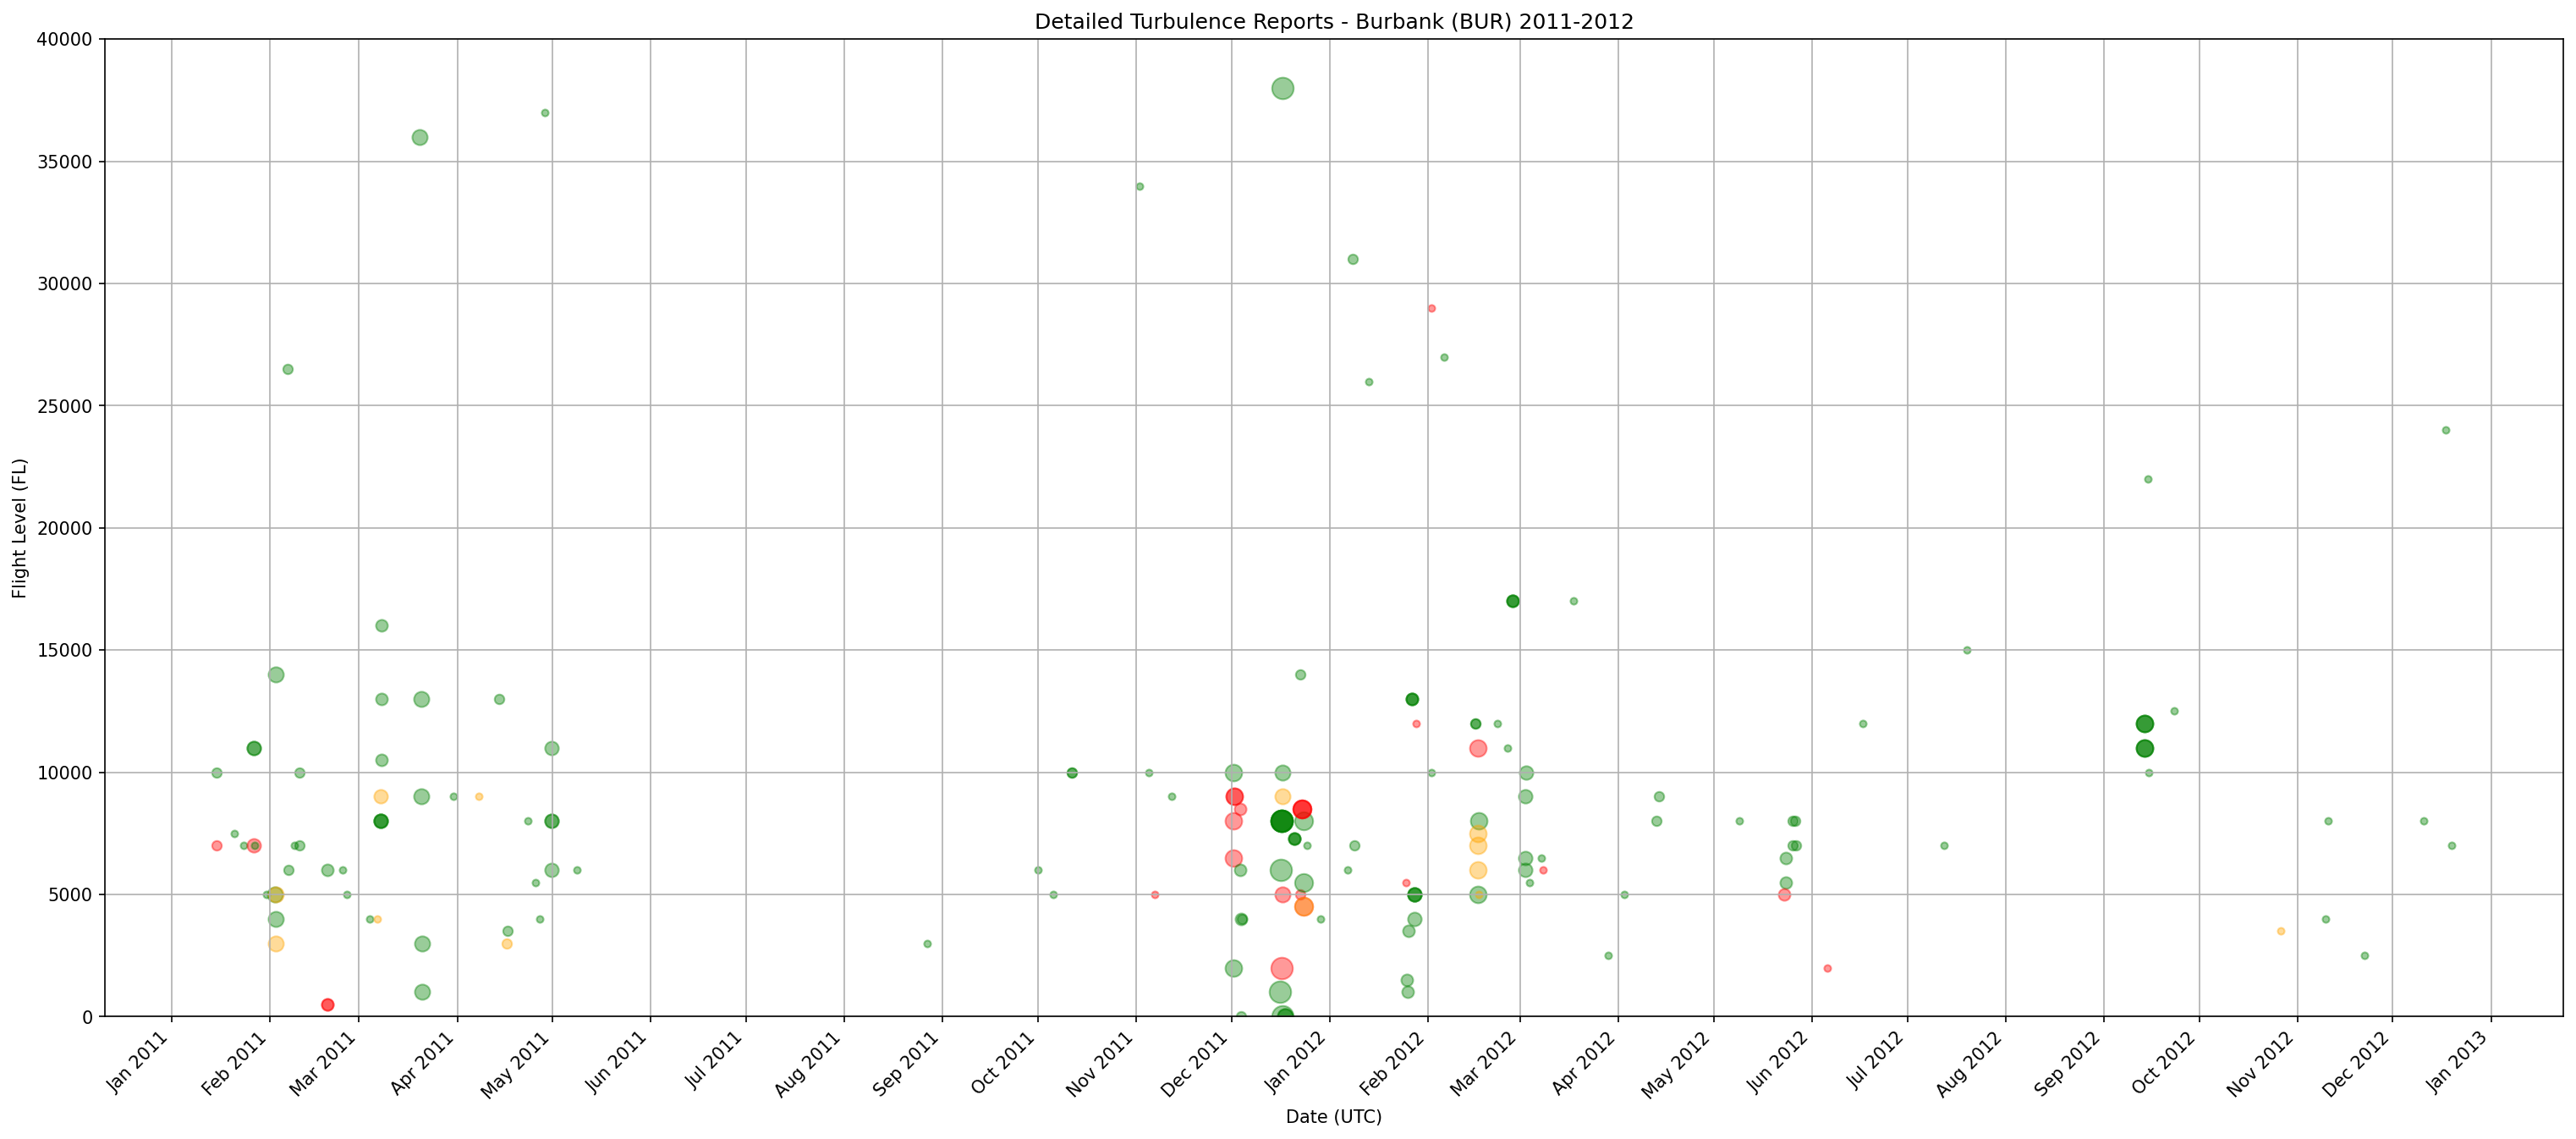 Detailed Turbulence Reports - Burbank (BUR) 2011-2012
40000
35000
30000
25000
20000
15000
10000
5000
0
Flight Level (FL)
Jan 2011
Feb 2011
Mar 2011
Apr 2011
May 2011
Jun 2011
Jul 2011
Aug 2011
Sep 2011
Oct 2011
Nov 2011
Dec 2011
Jan 2012
Feb 2012
Mar 2012
Apr 2012
May 2012
Jun 2012
Jul 2012
Aug 2012
Sep 2012
Oct 2012
Nov 2012
Dec 2012
Jan 2013
Date (UTC)